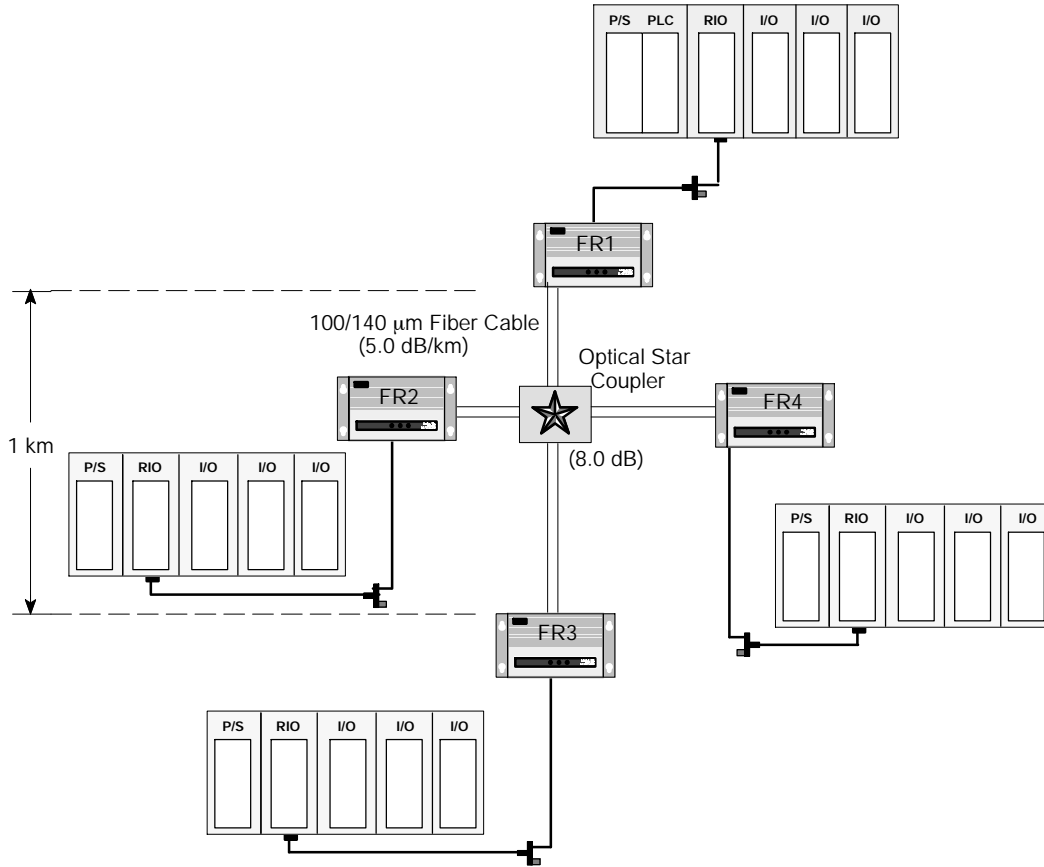 P/S PLC RIO I/O I/O I/O
FR1
100/140 μm Fiber Cable
(5.0 dB/km)
Optical Star
Coupler
FR2
FR4
1 km
(8.0 dB)
P/S RIO I/O I/O I/O
P/S RIO I/O I/O I/O
FR3
P/S RIO I/O I/O I/O